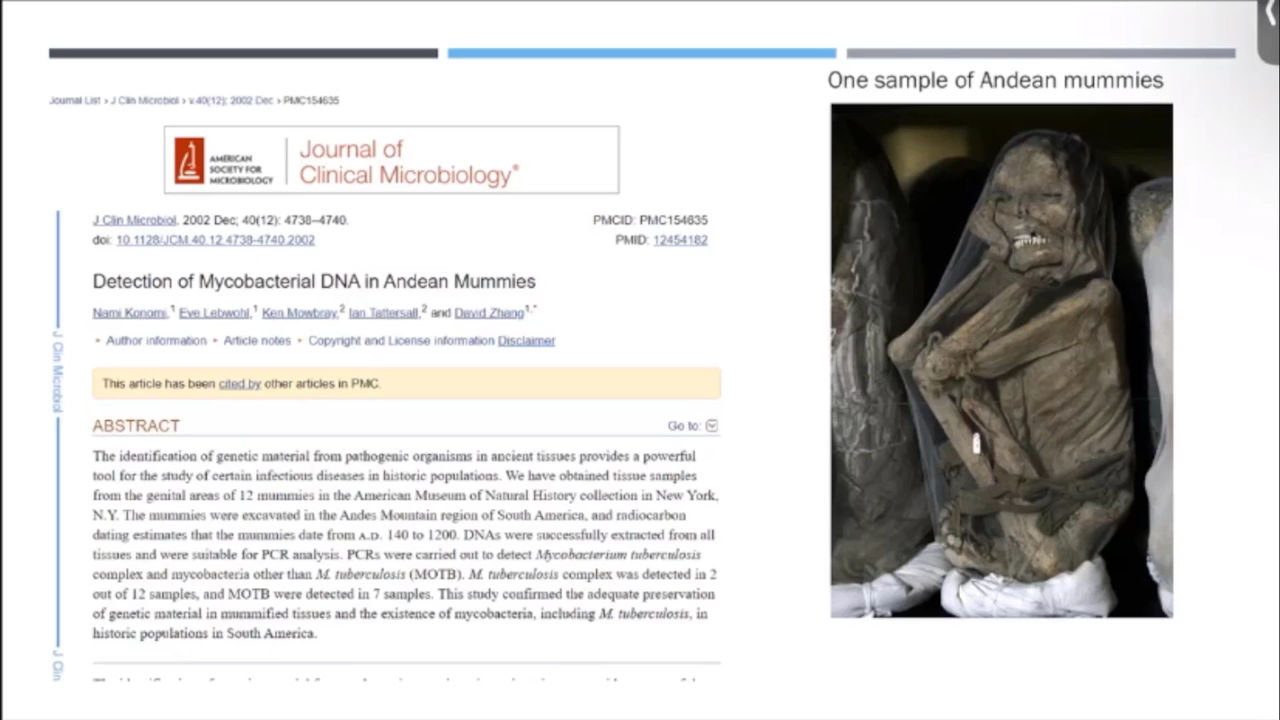 One sample of Andean mummies
Journal List > J Clin Microbiol > v.40(12); 2002 Dec > PMC154635
AMERICAN
SOCIETY FOR
MICROBIOLOGY
Journal of
Clinical Microbiology®
J Clin Microbiol. 2002 Dec; 40(12): 4738–4740.
PMCID: PMC154635
doi: 10.1128/JCM.40.12.4738-4740.2002
PMID: 12454182
Detection of Mycobacterial DNA in Andean Mummies
Nami Konomi,1 Eve Lebwohl,1 Ken Mowbray,2 Ian Tattersall,2 and David Zhang1,*
Author information • Article notes • Copyright and License information Disclaimer
This article has been cited by other articles in PMC.
ABSTRACT
Go to:
The identification of genetic material from pathogenic organisms in ancient tissues provides a powerful
tool for the study of certain infectious diseases in historic populations. We have obtained tissue samples
from the genital areas of 12 mummies in the American Museum of Natural History collection in New York,
N.Y. The mummies were excavated in the Andes Mountain region of South America, and radiocarbon
dating estimates that the mummies date from A.D. 140 to 1200. DNAs were successfully extracted from all
tissues and were suitable for PCR analysis. PCRs were carried out to detect Mycobacterium tuberculosis
complex and mycobacteria other than M. tuberculosis (MOTB). M. tuberculosis complex was detected in 2
out of 12 samples, and MOTB were detected in 7 samples. This study confirmed the adequate preservation
of genetic material in mummified tissues and the existence of mycobacteria, including M. tuberculosis, in
historic populations in South America.
J Clin Microbiol
J Clin